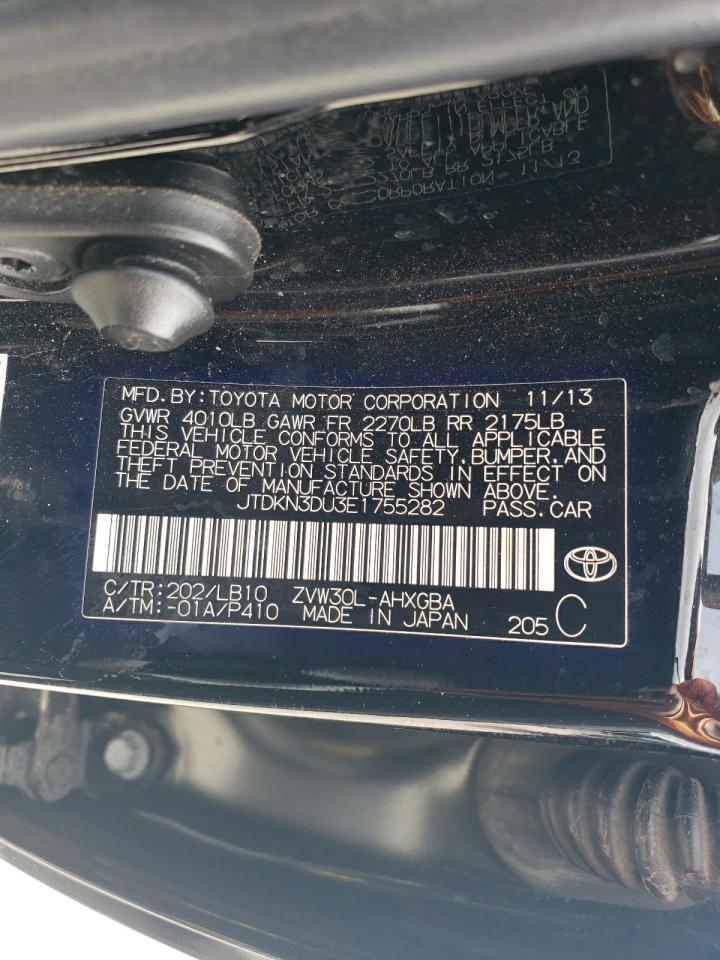 MFD.BY:TOYOTA MOTOR CORPORATION 11/13
GVWR 4010LB GAWR FR 2270LB RR 2175LB
THIS VEHICLE CONFORMS TO ALL APPLICABLE
FEDERAL MOTOR VEHICLE SAFETY,BUMPER,AND
THEFT PREVENTION STANDARDS IN EFFECT ON
THE DATE OF MANUFACTURE SHOWN ABOVE.
JTDKN3DU3E1755282 PASS.CAR
C/TR:202/LB10 ZVW30L-AHXGBA
A/TM:-01A/P410 MADE IN JAPAN 205 C